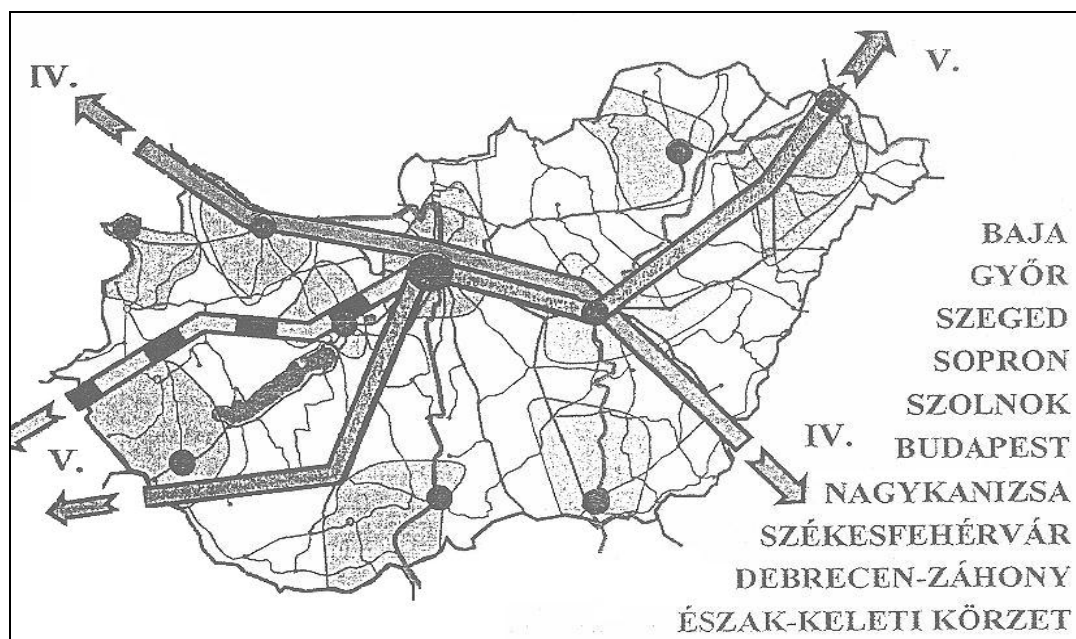 IV.
V.
BAJA
GYŐR
SZEGED
SOPRON
SZOLNOK
BUDAPEST
IV.
V.
NAGYKANIZSA
SZÉKESFEHÉRVÁR
DEBRECEN-ZÁHONY
ÉSZAK-KELETI KÖRZET